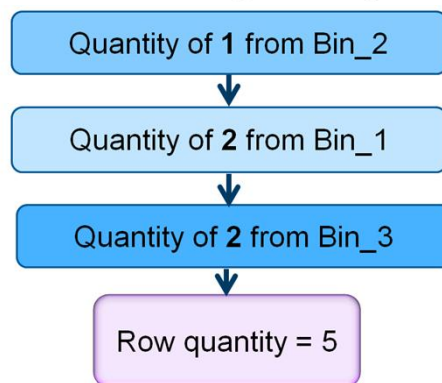 Quantity of 1 from Bin_2
Quantity of 2 from Bin_1
Quantity of 2 from Bin_3
Row quantity = 5